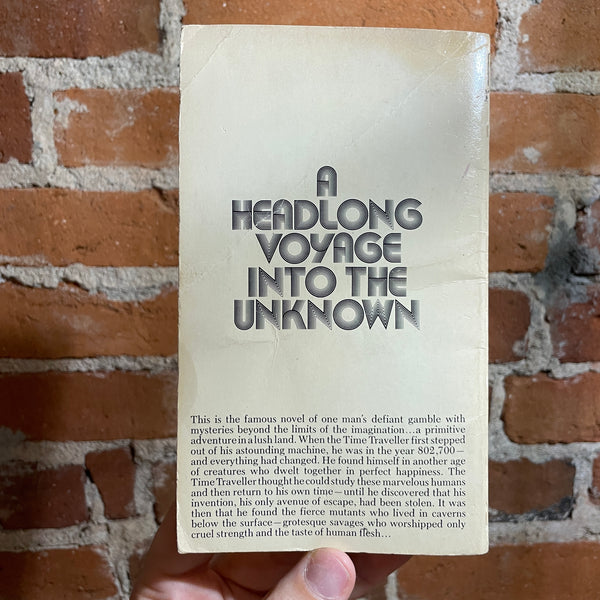 A
HEADLONG
VOYAGE
INTO THE
UNKNOWN
This is the famous novel of one man's defiant gamble with
mysteries beyond the limits of the imagination...a primitive
adventure in a lush land. When the Time Traveller first stepped
out of his astounding machine, he was in the year 802,700—
and everything had changed. He found himself in another age
of creatures who dwelt together in perfect happiness. The
Time Traveller thought he could study these marvelous humans
and then return to his own time—until he discovered that his
invention, his only avenue of escape, had been stolen. It was
then that he found the fierce mutants who lived in caverns
below the surface—grotesque savages who worshipped only
cruel strength and the taste of human flesh...